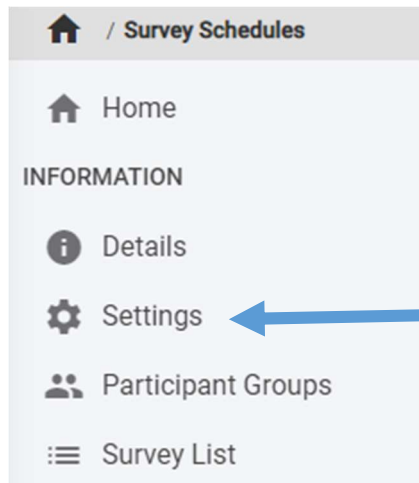 / Survey Schedules
Home
INFORMATION
Details
Settings
Participant Groups
Survey List